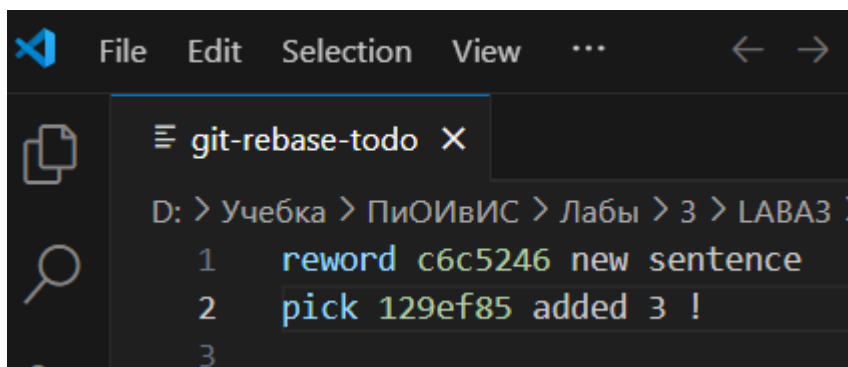 File Edit Selection View ... ← →
git-rebase-todo ×
D: > Учебка > ПиОИвИС > Лабы > 3 > LABA3 >
1 reword c6c5246 new sentence
2 pick 129ef85 added 3 !
3